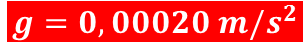 g = 0,00020 m/s²